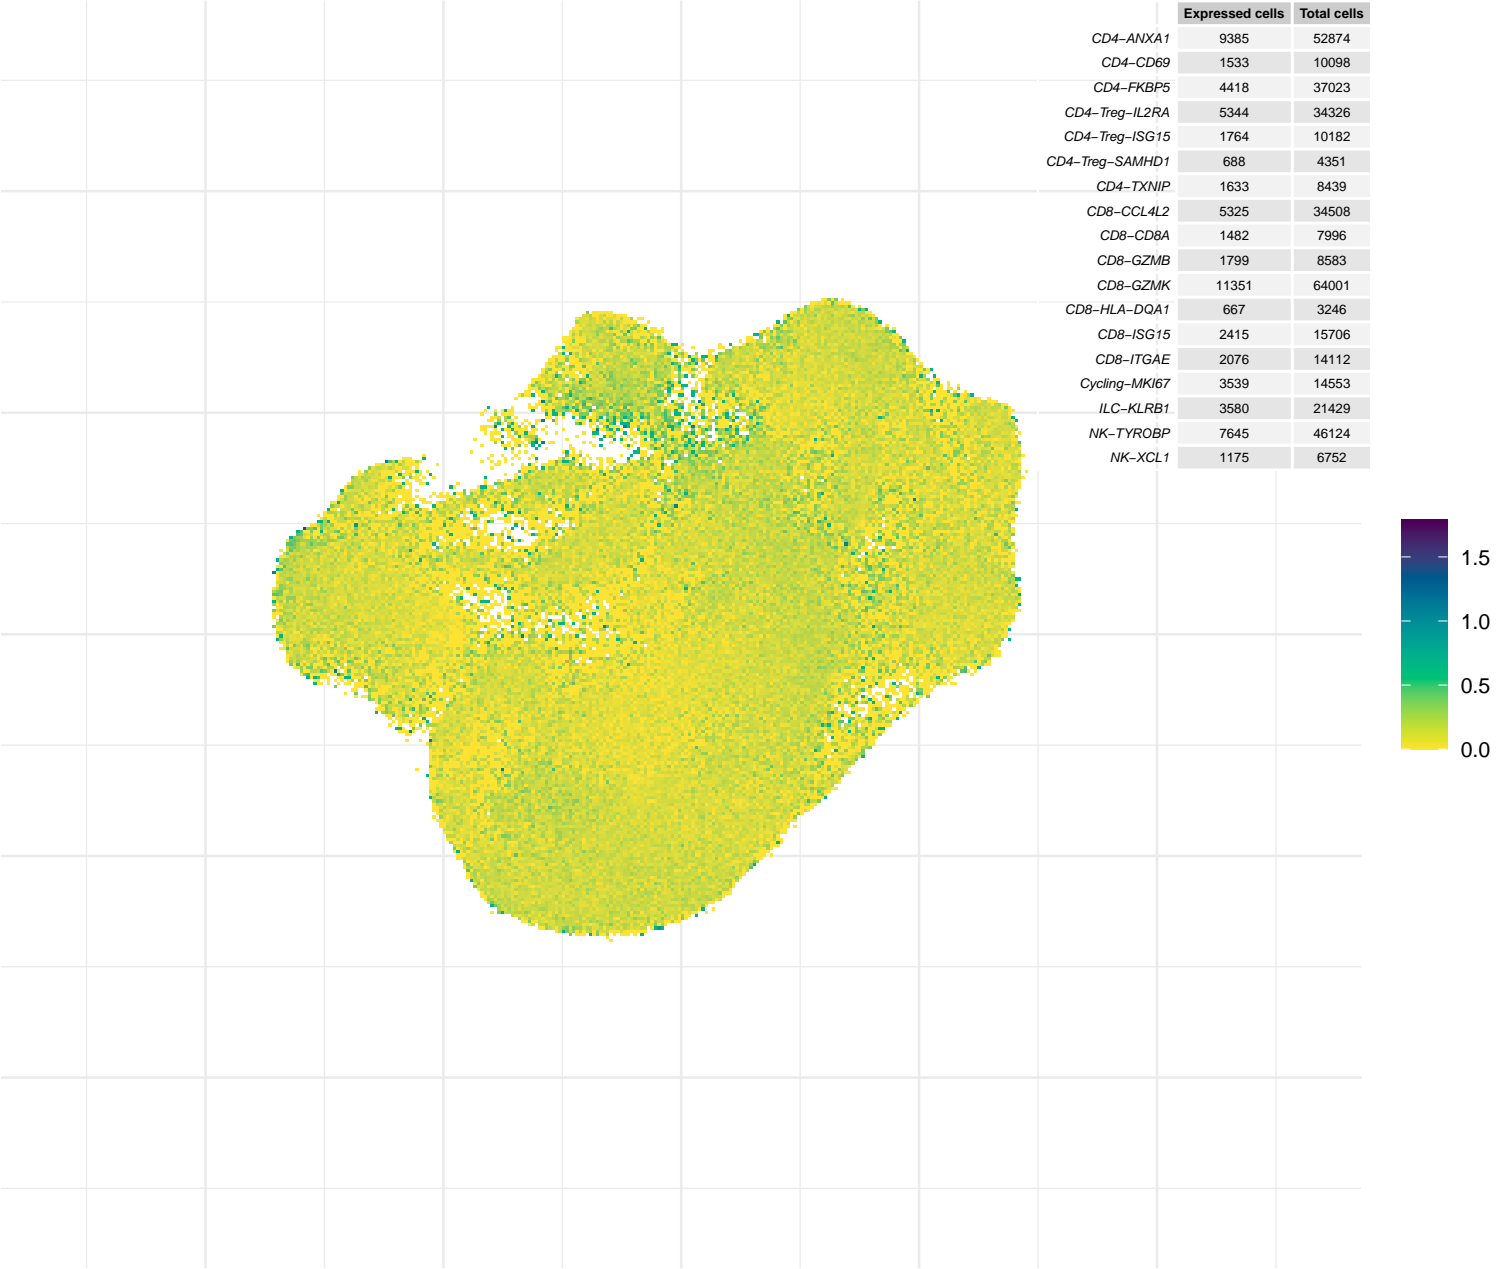 Expressed cells Total cells
CD4−ANXA1 9385 52874
CD4−CD69 1533 10098
CD4−FKBP5 4418 37023
CD4−Treg−IL2RA 5344 34326
CD4−Treg−ISG15 1764 10182
CD4−Treg−SAMHD1 688 4351
CD4−TXNIP 1633 8439
CD8−CCL4L2 5325 34508
CD8−CD8A 1482 7996
CD8−GZMB 1799 8583
CD8−GZMK 11351 64001
CD8−HLA−DQA1 667 3246
CD8−ISG15 2415 15706
CD8−ITGAE 2076 14112
Cycling−MKI67 3539 14553
ILC−KLRB1 3580 21429
NK−TYROBP 7645 46124
NK−XCL1 1175 6752
1.5
1.0
0.5
0.0